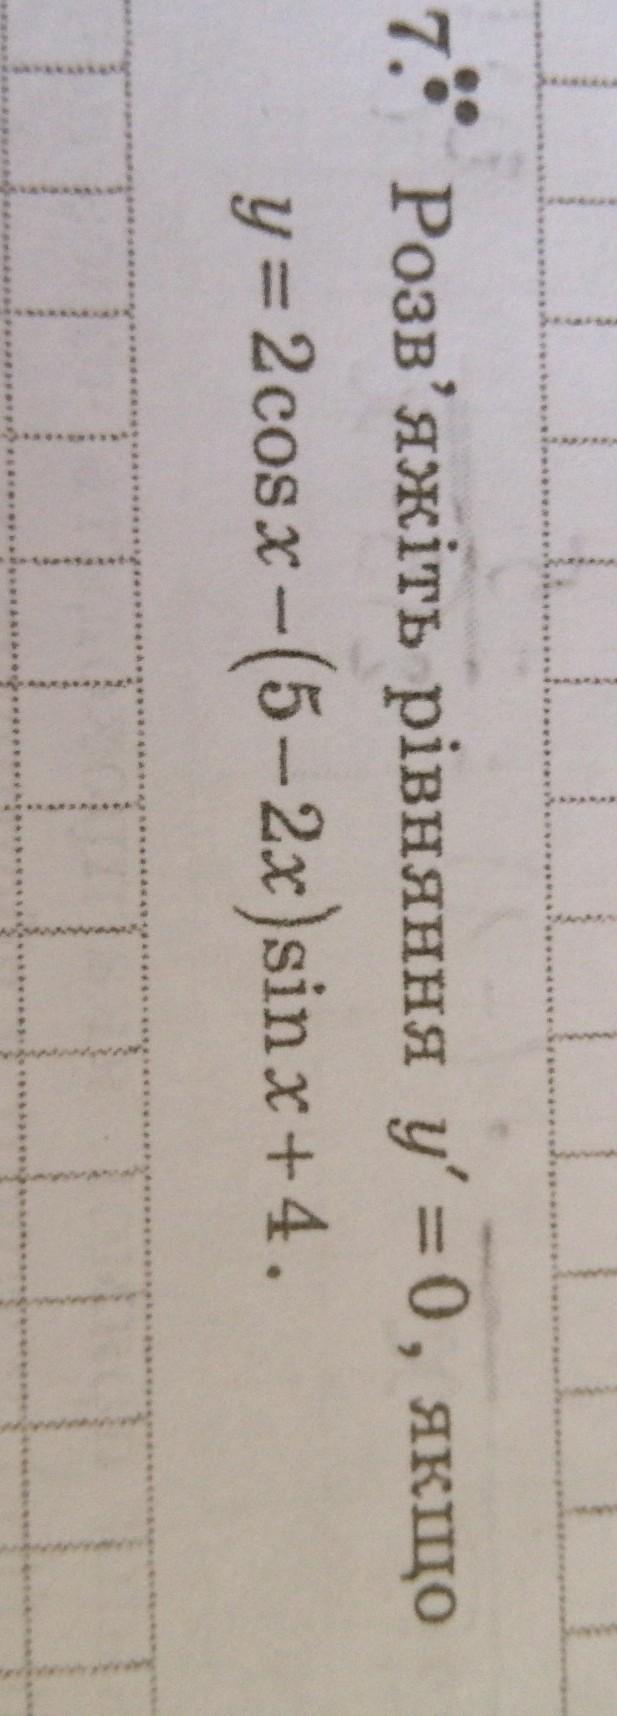 7. Розв’яжіть рівняння y′ = 0, якщо
y = 2cos x − (5 − 2x)sin x + 4.